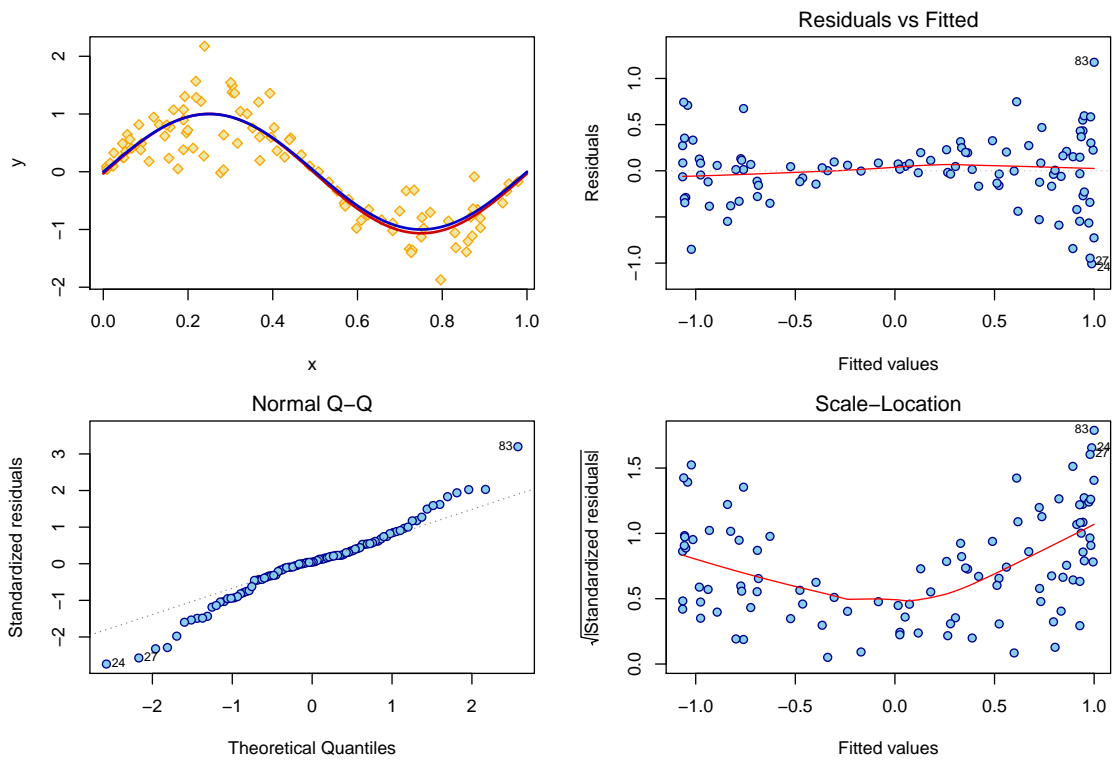 y
2
1
0
−1
−2
0.0 0.2 0.4 0.6 0.8 1.0
x
Residuals vs Fitted
Residuals
1.0
0.5
0.0
−1.0
83
27
24
−1.0 −0.5 0.0 0.5 1.0
Fitted values
Normal Q−Q
Standardized residuals
3
2
1
0
−1
−2
83
24 27
−2 −1 0 1 2
Theoretical Quantiles
Scale−Location
√|Standardized residuals|
1.5
1.0
0.5
0.0
83
24
27
−1.0 −0.5 0.0 0.5 1.0
Fitted values